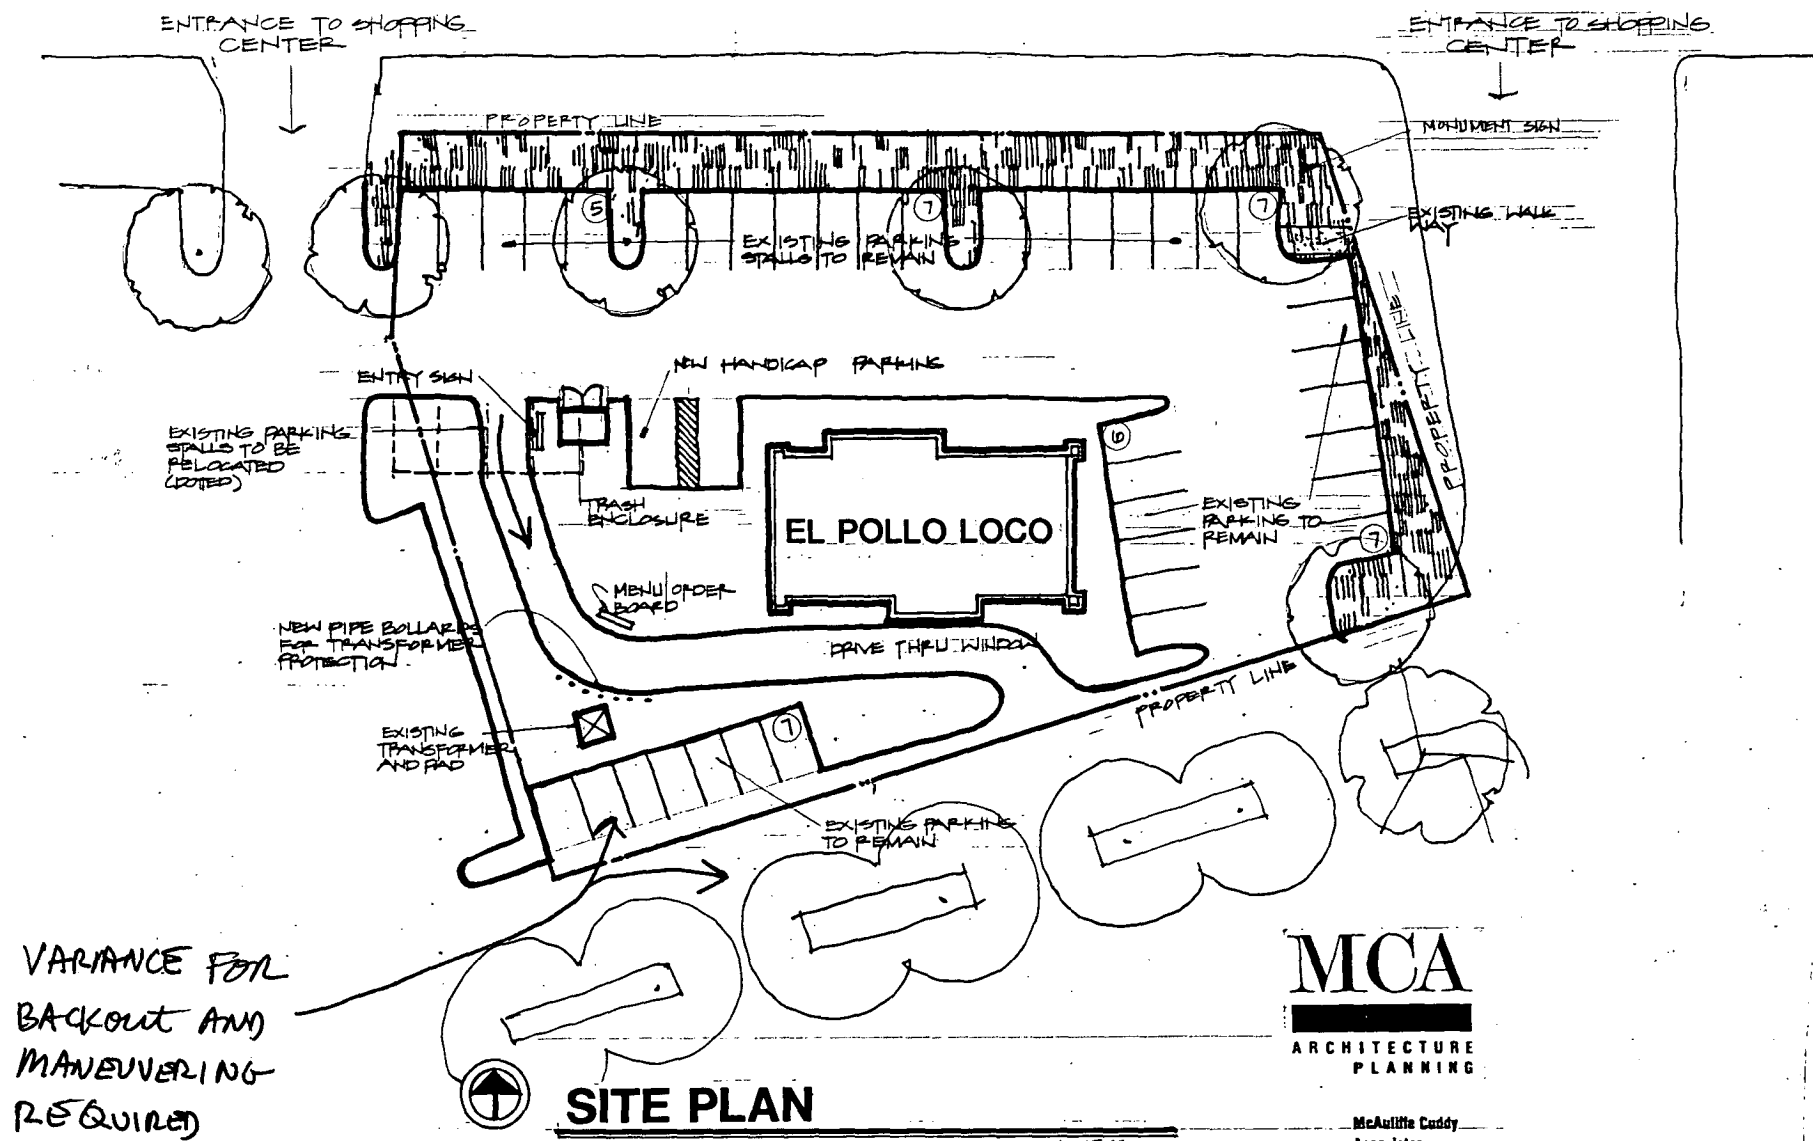 ENTRANCE TO SHOPPING
CENTER
ENTRANCE TO SHOPPING
CENTER
PROPERTY LINE
MONUMENT SIGN
5
7
7
EXISTING WALK
WAY
EXISTING PARKING
STALLS TO REMAIN
PROPERTY LINE
PROPERTY LINE
ENTRY SIGN
NEW HANDICAP PARKING
EXISTING PARKING
STALLS TO BE
RELOCATED
(DOTTED)
6
TRASH
ENCLOSURE
EL POLLO LOCO
EXISTING
PARKING TO
REMAIN
7
MENU/ORDER
BOARD
NEW PIPE BOLLARDS
FOR TRANSFORMER
PROTECTION
DRIVE THRU WINDOW
PROPERTY LINE
7
EXISTING
TRANSFORMER
AND PAD
EXISTING PARKING
TO REMAIN
VARIANCE FOR
BACKOUT AND
MANEUVERING
REQUIRED
MCA
ARCHITECTURE
PLANNING
SITE PLAN
McAuliffe Cuddy